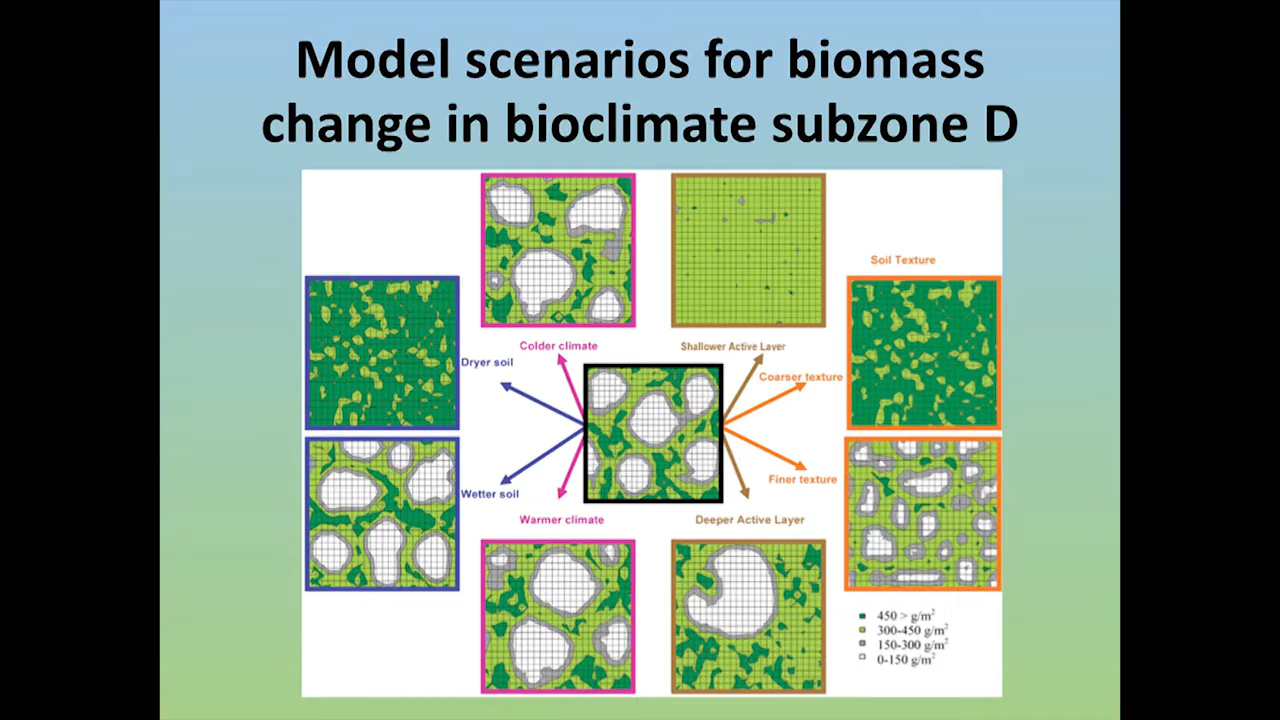 Model scenarios for biomass
change in bioclimate subzone D
Soil Texture
Colder climate
Shallower Active Layer
Dryer soil
Coarser texture
Wetter soil
Finer texture
Warmer climate
Deeper Active Layer
450 > g/m²
300-450 g/m²
150-300 g/m²
0-150 g/m²